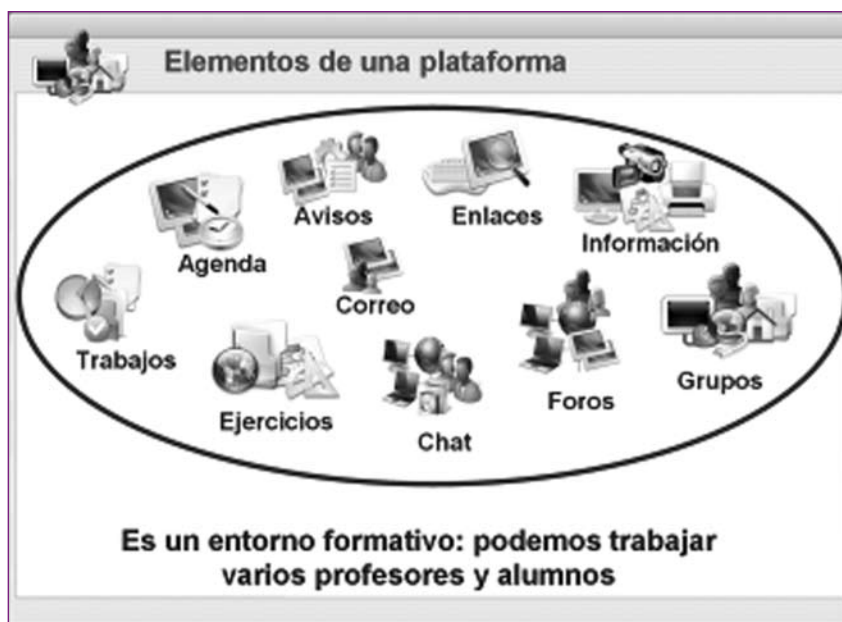 Elementos de una plataforma
Avisos
Enlaces
Información
Agenda
Correo
Trabajos
Ejercicios
Chat
Foros
Grupos
Es un entorno formativo: podemos trabajar
varios profesores y alumnos